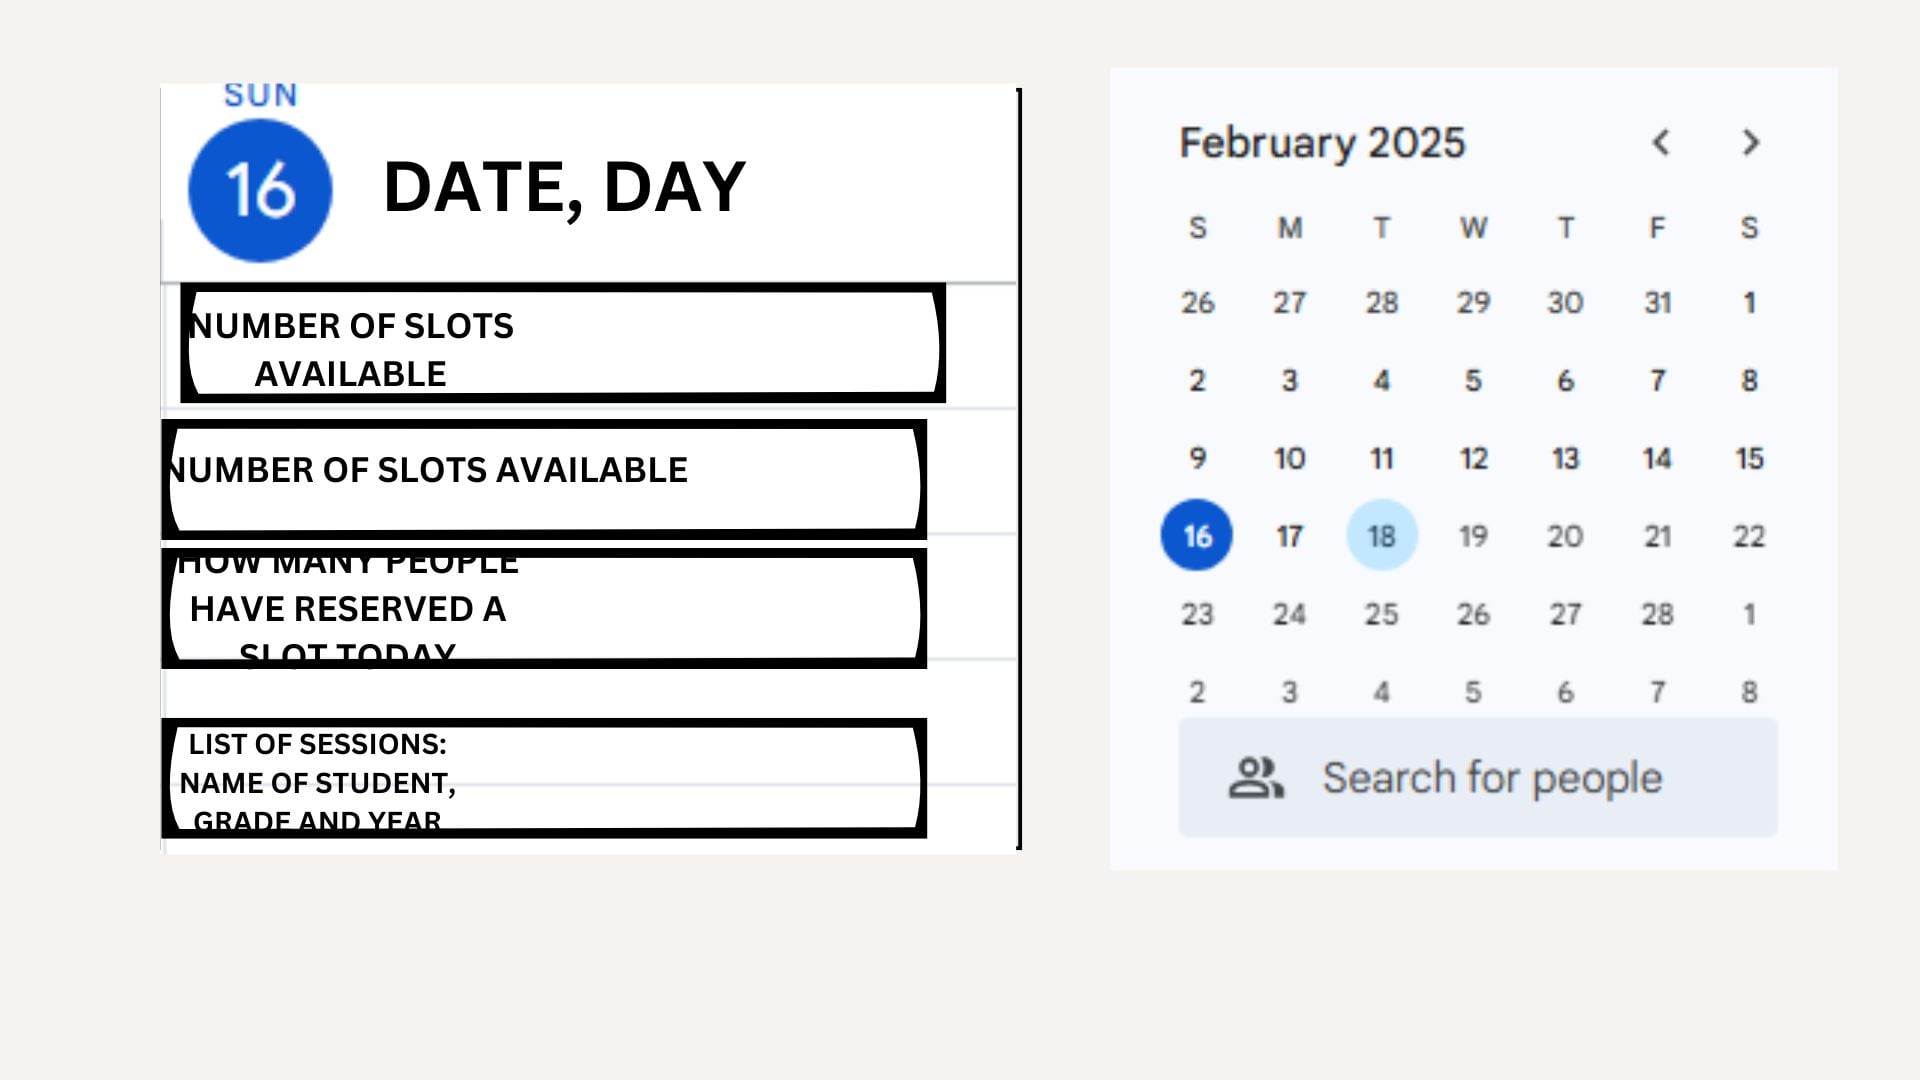 SUN
16
DATE, DAY
NUMBER OF SLOTS
AVAILABLE
NUMBER OF SLOTS AVAILABLE
HOW MANY PEOPLE
HAVE RESERVED A
SLOT TODAY
LIST OF SESSIONS:
NAME OF STUDENT,
GRADE AND YEAR
February 2025
S M T W T F S
26 27 28 29 30 31 1
2 3 4 5 6 7 8
9 10 11 12 13 14 15
16 17 18 19 20 21 22
23 24 25 26 27 28 1
2 3 4 5 6 7 8
Search for people